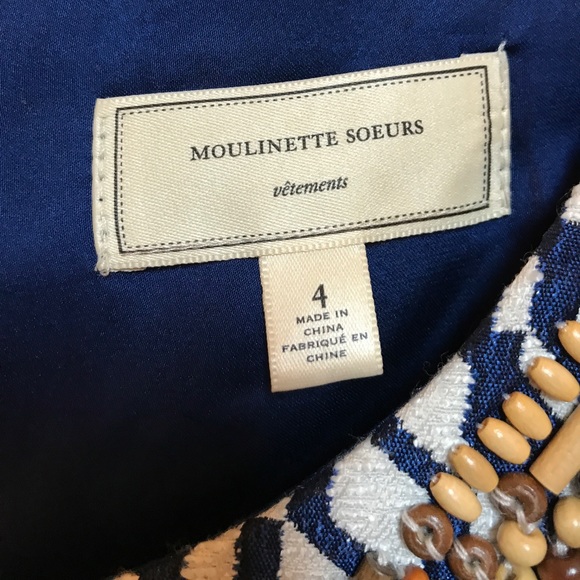 MOULINETTE SOEURS
vêtements
4
MADE IN
CHINA
FABRIQUÉ EN
CHINE